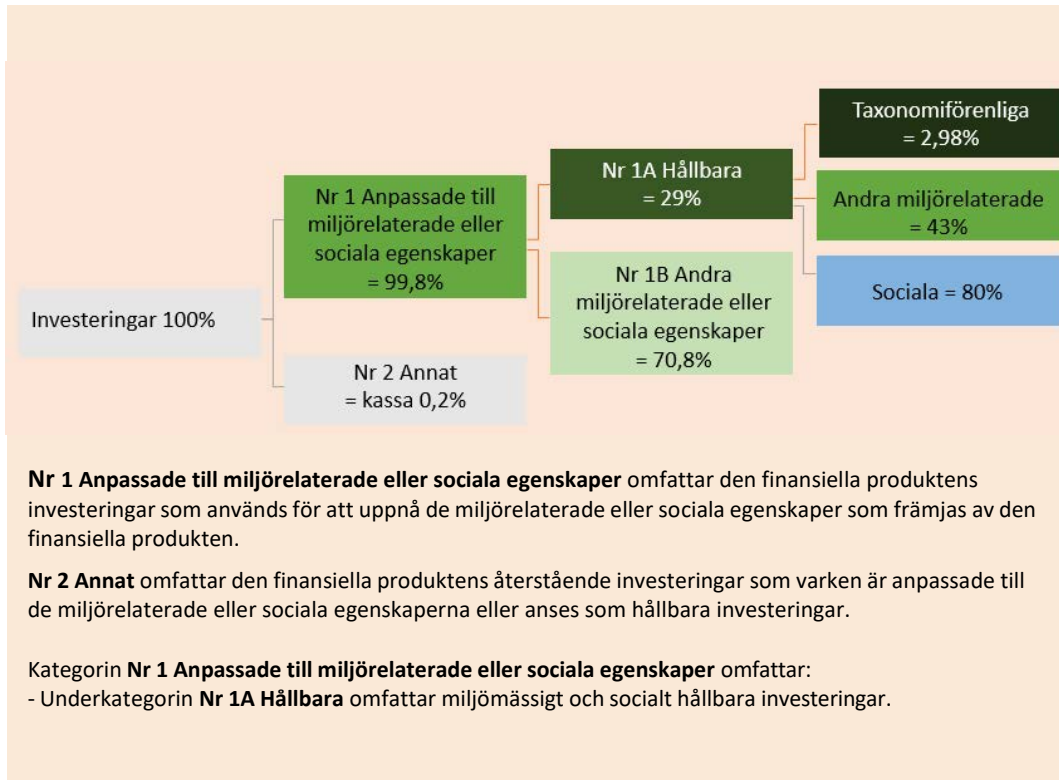 Taxonomiförenliga
= 2,98%
Nr 1A Hållbara
= 29%
Nr 1 Anpassade till
miljörelaterade eller
sociala egenskaper
= 99,8%
Andra miljörelaterade
= 43%
Nr 1B Andra
miljörelaterade eller
sociala egenskaper
= 70,8%
Sociala = 80%
Investeringar 100%
Nr 2 Annat
= kassa 0,2%
Nr 1 Anpassade till miljörelaterade eller sociala egenskaper omfattar den finansiella produktens
investeringar som används för att uppnå de miljörelaterade eller sociala egenskaper som främjas av den
finansiella produkten.
Nr 2 Annat omfattar den finansiella produktens återstående investeringar som varken är anpassade till
de miljörelaterade eller sociala egenskaperna eller anses som hållbara investeringar.
Kategorin Nr 1 Anpassade till miljörelaterade eller sociala egenskaper omfattar:
- Underkategorin Nr 1A Hållbara omfattar miljömässigt och socialt hållbara investeringar.